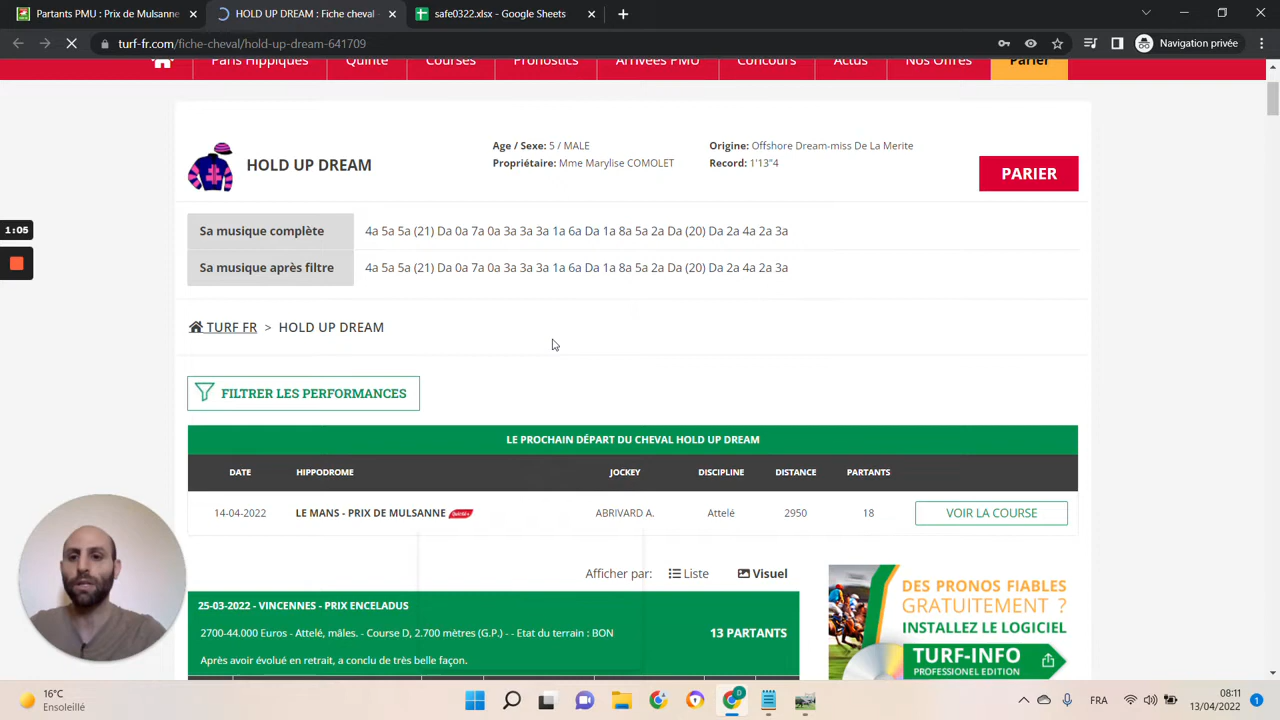 Partants PMU : Prix de Mulsanne
HOLD UP DREAM : Fiche cheval -
safe0322.xlsx - Google Sheets
turf-fr.com/fiche-cheval/hold-up-dream-641709
Navigation privée
Paris Hippiques
Quinté
Courses
Pronostics
Arrivées PMU
Concours
Actus
Nos Offres
Parier
HOLD UP DREAM
Age / Sexe: 5 / MALE
Origine: Offshore Dream-miss De La Merite
Propriétaire: Mme Marylise COMOLET
Record: 1'13"4
PARIER
1:05
Sa musique complète
4a 5a 5a (21) Da 0a 7a 0a 3a 3a 3a 1a 6a Da 1a 8a 5a 2a Da (20) Da 2a 4a 2a 3a
Sa musique après filtre
4a 5a 5a (21) Da 0a 7a 0a 3a 3a 3a 1a 6a Da 1a 8a 5a 2a Da (20) Da 2a 4a 2a 3a
TURF FR > HOLD UP DREAM
FILTRER LES PERFORMANCES
LE PROCHAIN DÉPART DU CHEVAL HOLD UP DREAM
DATE HIPPODROME JOCKEY DISCIPLINE DISTANCE PARTANTS
14-04-2022 LE MANS - PRIX DE MULSANNE ABRIVARD A. Attelé 2950 18 VOIR LA COURSE
Afficher par: Liste Visuel
25-03-2022 - VINCENNES - PRIX ENCELADUS
2700-44.000 Euros - Attelé, mâles. - Course D, 2.700 mètres (G.P.) - - Etat du terrain : BON
13 PARTANTS
Après avoir évolué en retrait, a conclu de très belle façon.
DES PRONOS FIABLES
GRATUITEMENT ?
INSTALLEZ LE LOGICIEL
TURF-INFO
PROFESSIONEL EDITION
16°C
Ensoleillé
FRA
08:11
13/04/2022
1